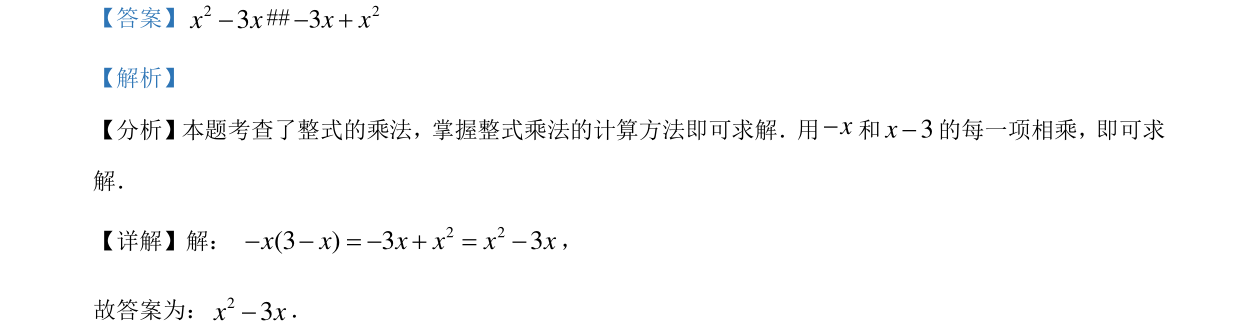 【答案】x² − 3x##−3x + x²
【解析】
【分析】本题考查了整式的乘法，掌握整式乘法的计算方法即可求解．用−x 和 x − 3 的每一项相乘，即可求
解．
【详解】解： −x(3 − x) = −3x + x² = x² − 3x，
故答案为：x² − 3x．